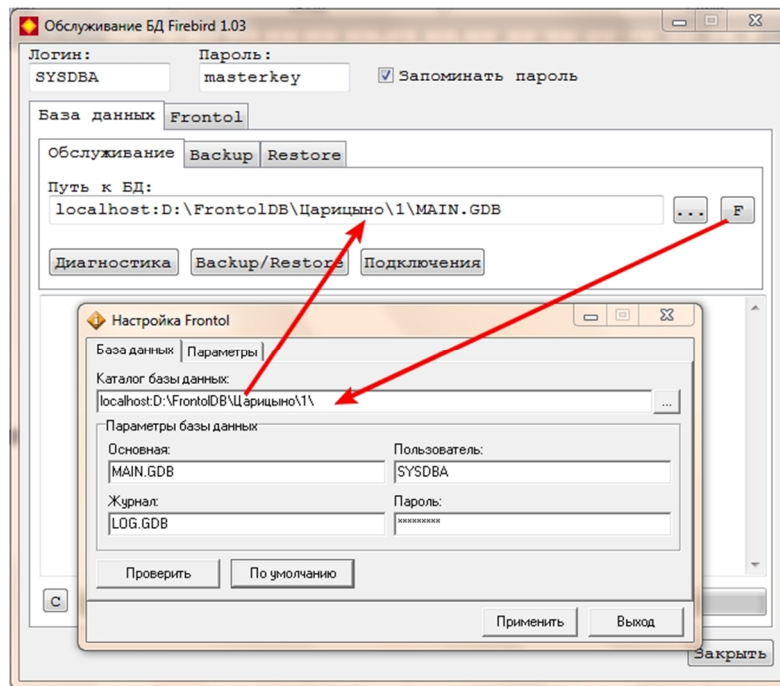 Обслуживание БД Firebird 1.03
Логин: Пароль:
SYSDBA masterkey Запоминать пароль
База данных Frontol
Обслуживание Backup Restore
Путь к БД:
localhost:D:\FrontolDB\Царицыно\1\MAIN.GDB ... F
Диагностика Backup/Restore Подключения
Настройка Frontol
База данных Параметры
Каталог базы данных:
localhost:D:\FrontolDB\Царицыно\1\ ...
Параметры базы данных
Основная: Пользователь:
MAIN.GDB SYSDBA
Журнал: Пароль:
LOG.GDB *********
Проверить По умолчанию
C
Применить Выход
Закрыть